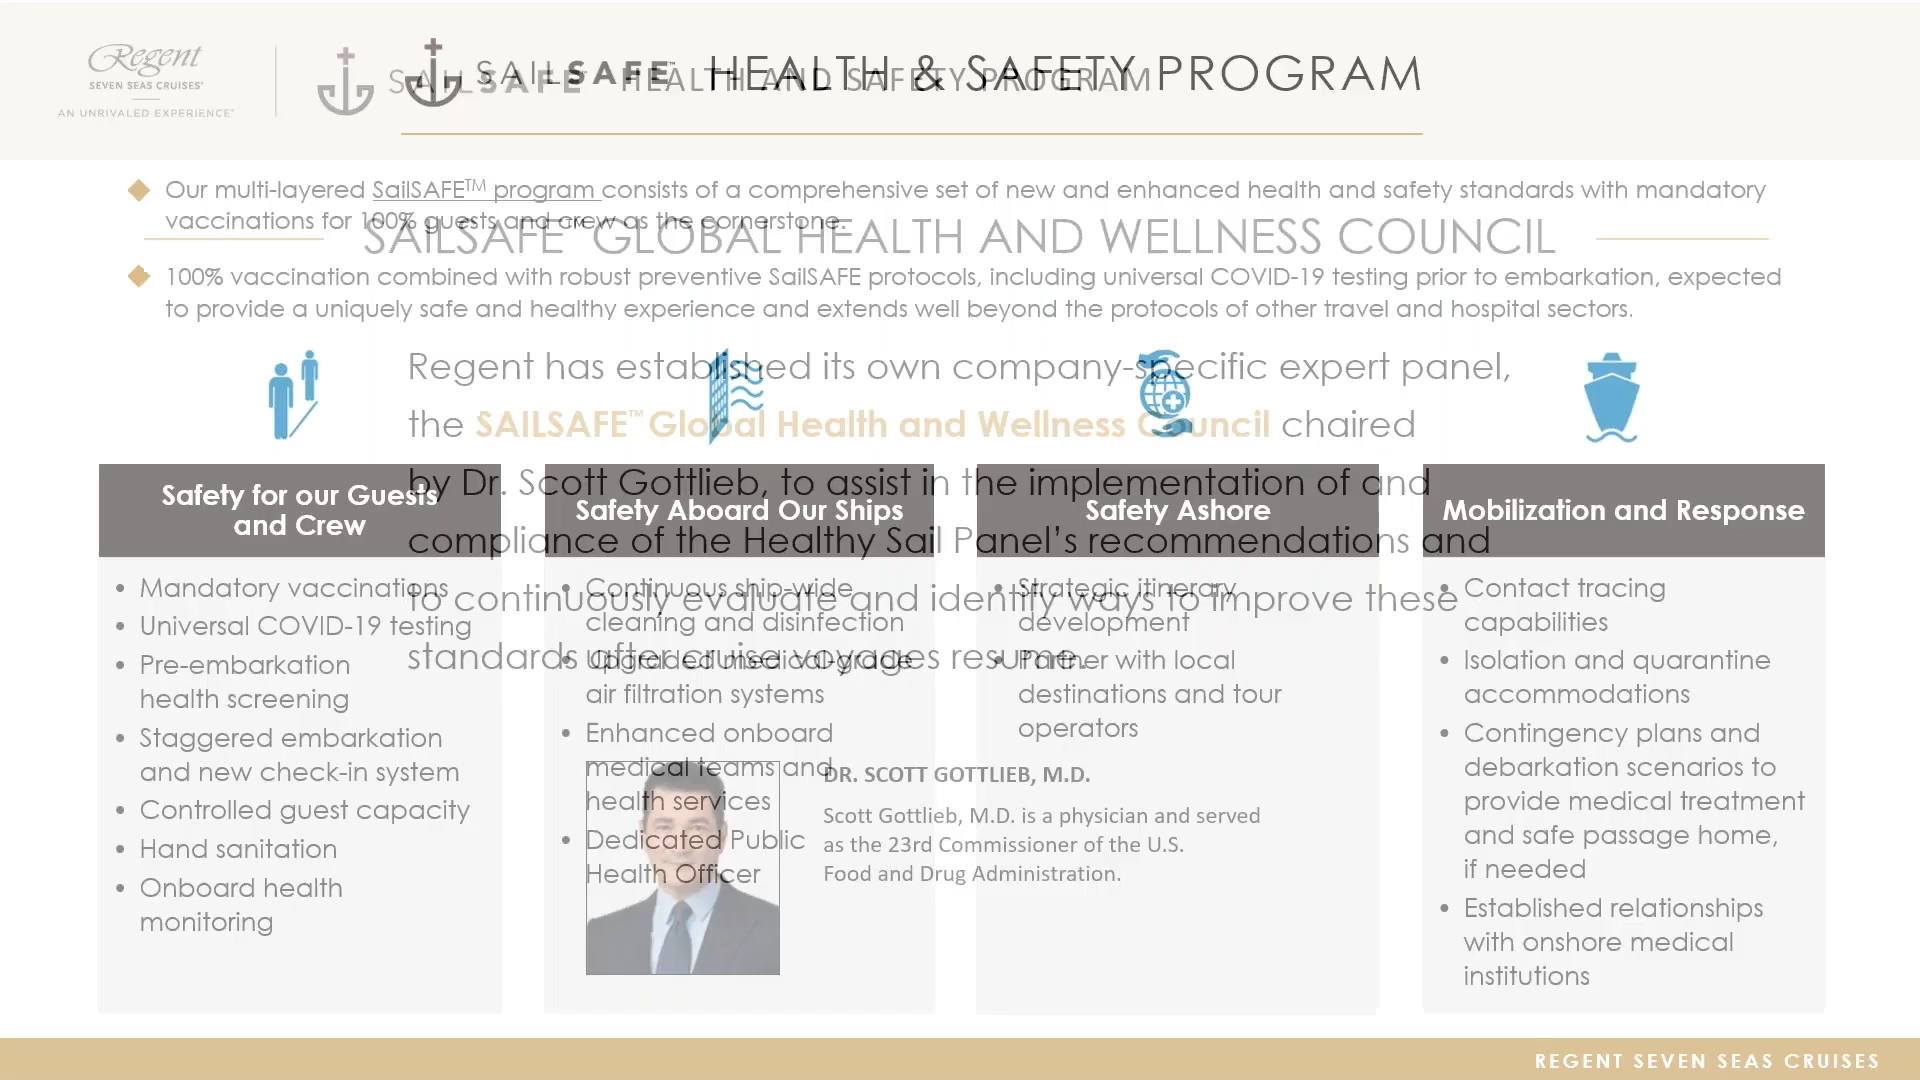 Regent
SEVEN SEAS CRUISES®
AN UNRIVALED EXPERIENCE™
SAILSAFE™ HEALTH AND SAFETY PROGRAM
SAILSAFE™ HEALTH & SAFETY PROGRAM
Our multi-layered SailSAFE™ program consists of a comprehensive set of new and enhanced health and safety standards with mandatory
vaccinations for 100% guests and crew as the cornerstone.
SAILSAFE™ GLOBAL HEALTH AND WELLNESS COUNCIL
100% vaccination combined with robust preventive SailSAFE protocols, including universal COVID-19 testing prior to embarkation, expected
to provide a uniquely safe and healthy experience and extends well beyond the protocols of other travel and hospital sectors.
Regent has established its own company-specific expert panel,
the SAILSAFE™ Global Health and Wellness Council chaired
by Dr. Scott Gottlieb, to assist in the implementation of and
compliance of the Healthy Sail Panel's recommendations and
to continuously evaluate and identify ways to improve these
standards after cruise voyages resume.
Safety for our Guests
and Crew
• Mandatory vaccinations
• Universal COVID-19 testing
• Pre-embarkation
health screening
• Staggered embarkation
and new check-in system
• Controlled guest capacity
• Hand sanitation
• Onboard health
monitoring
Safety Aboard Our Ships
• Continuous ship-wide
cleaning and disinfection
• Upgraded medical-grade
air filtration systems
• Enhanced onboard
medical teams and
health services
• Dedicated Public
Health Officer
Safety Ashore
• Strategic itinerary
development
• Partner with local
destinations and tour
operators
Mobilization and Response
• Contact tracing
capabilities
• Isolation and quarantine
accommodations
• Contingency plans and
debarkation scenarios to
provide medical treatment
and safe passage home,
if needed
• Established relationships
with onshore medical
institutions
DR. SCOTT GOTTLIEB, M.D.
Scott Gottlieb, M.D. is a physician and served
as the 23rd Commissioner of the U.S.
Food and Drug Administration.
REGENT SEVEN SEAS CRUISES